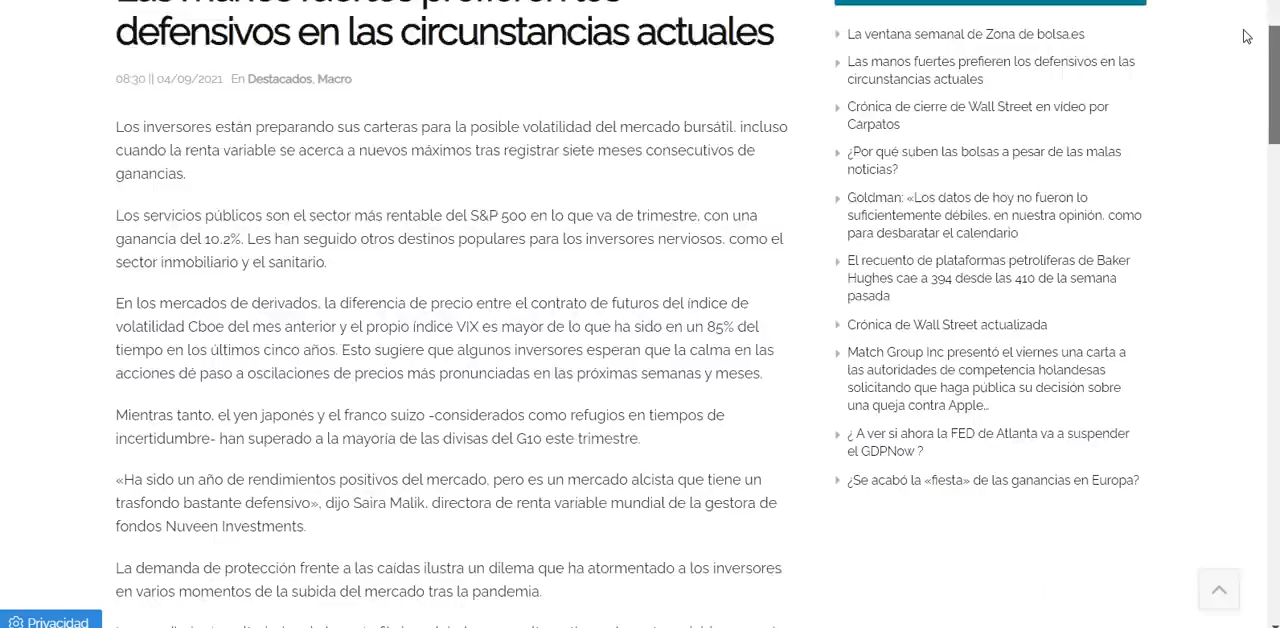 Las manos fuertes prefieren los
defensivos en las circunstancias actuales
08:30 || 04/09/2021 En Destacados, Macro
Los inversores están preparando sus carteras para la posible volatilidad del mercado bursátil, incluso
cuando la renta variable se acerca a nuevos máximos tras registrar siete meses consecutivos de
ganancias.
Los servicios públicos son el sector más rentable del S&P 500 en lo que va de trimestre, con una
ganancia del 10,2%. Les han seguido otros destinos populares para los inversores nerviosos, como el
sector inmobiliario y el sanitario.
En los mercados de derivados, la diferencia de precio entre el contrato de futuros del índice de
volatilidad Cboe del mes anterior y el propio índice VIX es mayor de lo que ha sido en un 85% del
tiempo en los últimos cinco años. Esto sugiere que algunos inversores esperan que la calma en las
acciones dé paso a oscilaciones de precios más pronunciadas en las próximas semanas y meses.
Mientras tanto, el yen japonés y el franco suizo -considerados como refugios en tiempos de
incertidumbre- han superado a la mayoría de las divisas del G10 este trimestre.
«Ha sido un año de rendimientos positivos del mercado, pero es un mercado alcista que tiene un
trasfondo bastante defensivo», dijo Saira Malik, directora de renta variable mundial de la gestora de
fondos Nuveen Investments.
La demanda de protección frente a las caídas ilustra un dilema que ha atormentado a los inversores
en varios momentos de la subida del mercado tras la pandemia.
La ventana semanal de Zona de bolsa.es
Las manos fuertes prefieren los defensivos en las
circunstancias actuales
Crónica de cierre de Wall Street en vídeo por
Cárpatos
¿Por qué suben las bolsas a pesar de las malas
noticias?
Goldman: «Los datos de hoy no fueron lo
suficientemente débiles, en nuestra opinión, como
para desbaratar el calendario
El recuento de plataformas petrolíferas de Baker
Hughes cae a 394 desde las 410 de la semana
pasada
Crónica de Wall Street actualizada
Match Group Inc presentó el viernes una carta a
las autoridades de competencia holandesas
solicitando que haga pública su decisión sobre
una queja contra Apple…
¿ A ver si ahora la FED de Atlanta va a suspender
el GDPNow ?
¿Se acabó la «fiesta» de las ganancias en Europa?
Privacidad